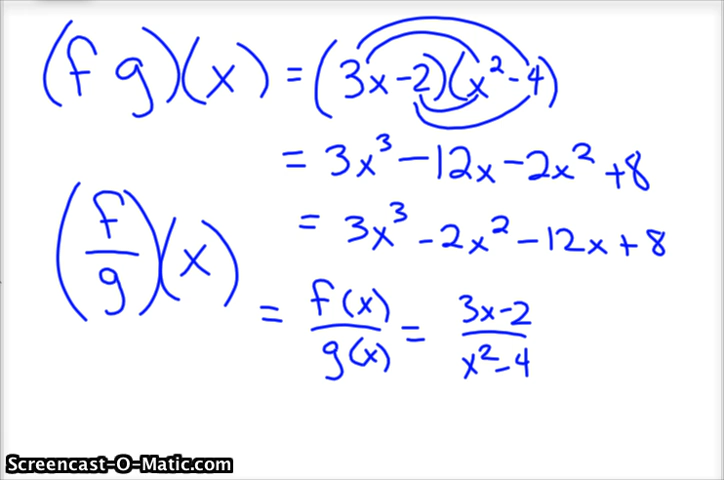 (f g)(x) = (3x-2)(x²-4)
= 3x³ - 12x - 2x² + 8
= 3x³ - 2x² - 12x + 8
(f/g)(x) = f(x)/g(x) = 3x-2/x²-4
Screencast-O-Matic.com